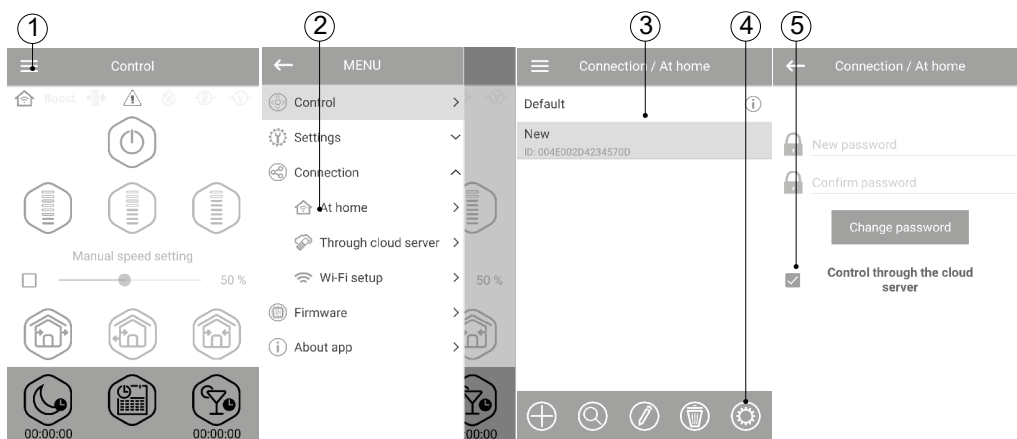 1
2
3
4
5
Control
Boost
Manual speed setting
50 %
00:00:00
00:00:00
MENU
Control
Settings
Connection
At home
Through cloud server
Wi-Fi setup
Firmware
About app
50 %
00:00
Connection / At home
Default
New
ID: 004E002D4234570D
Connection / At home
New password
Confirm password
Change password
Control through the cloud
server